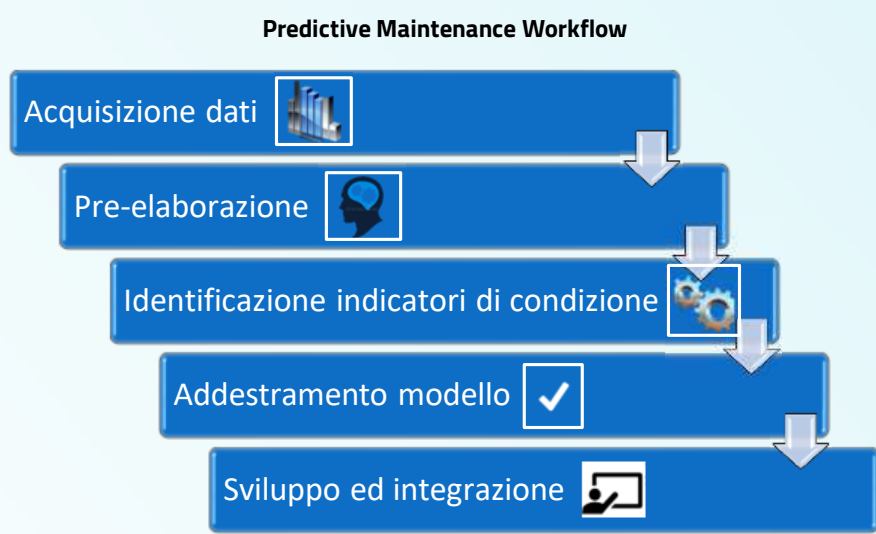 Predictive Maintenance Workflow
Acquisizione dati
Pre-elaborazione
Identificazione indicatori di condizione
Addestramento modello
Sviluppo ed integrazione